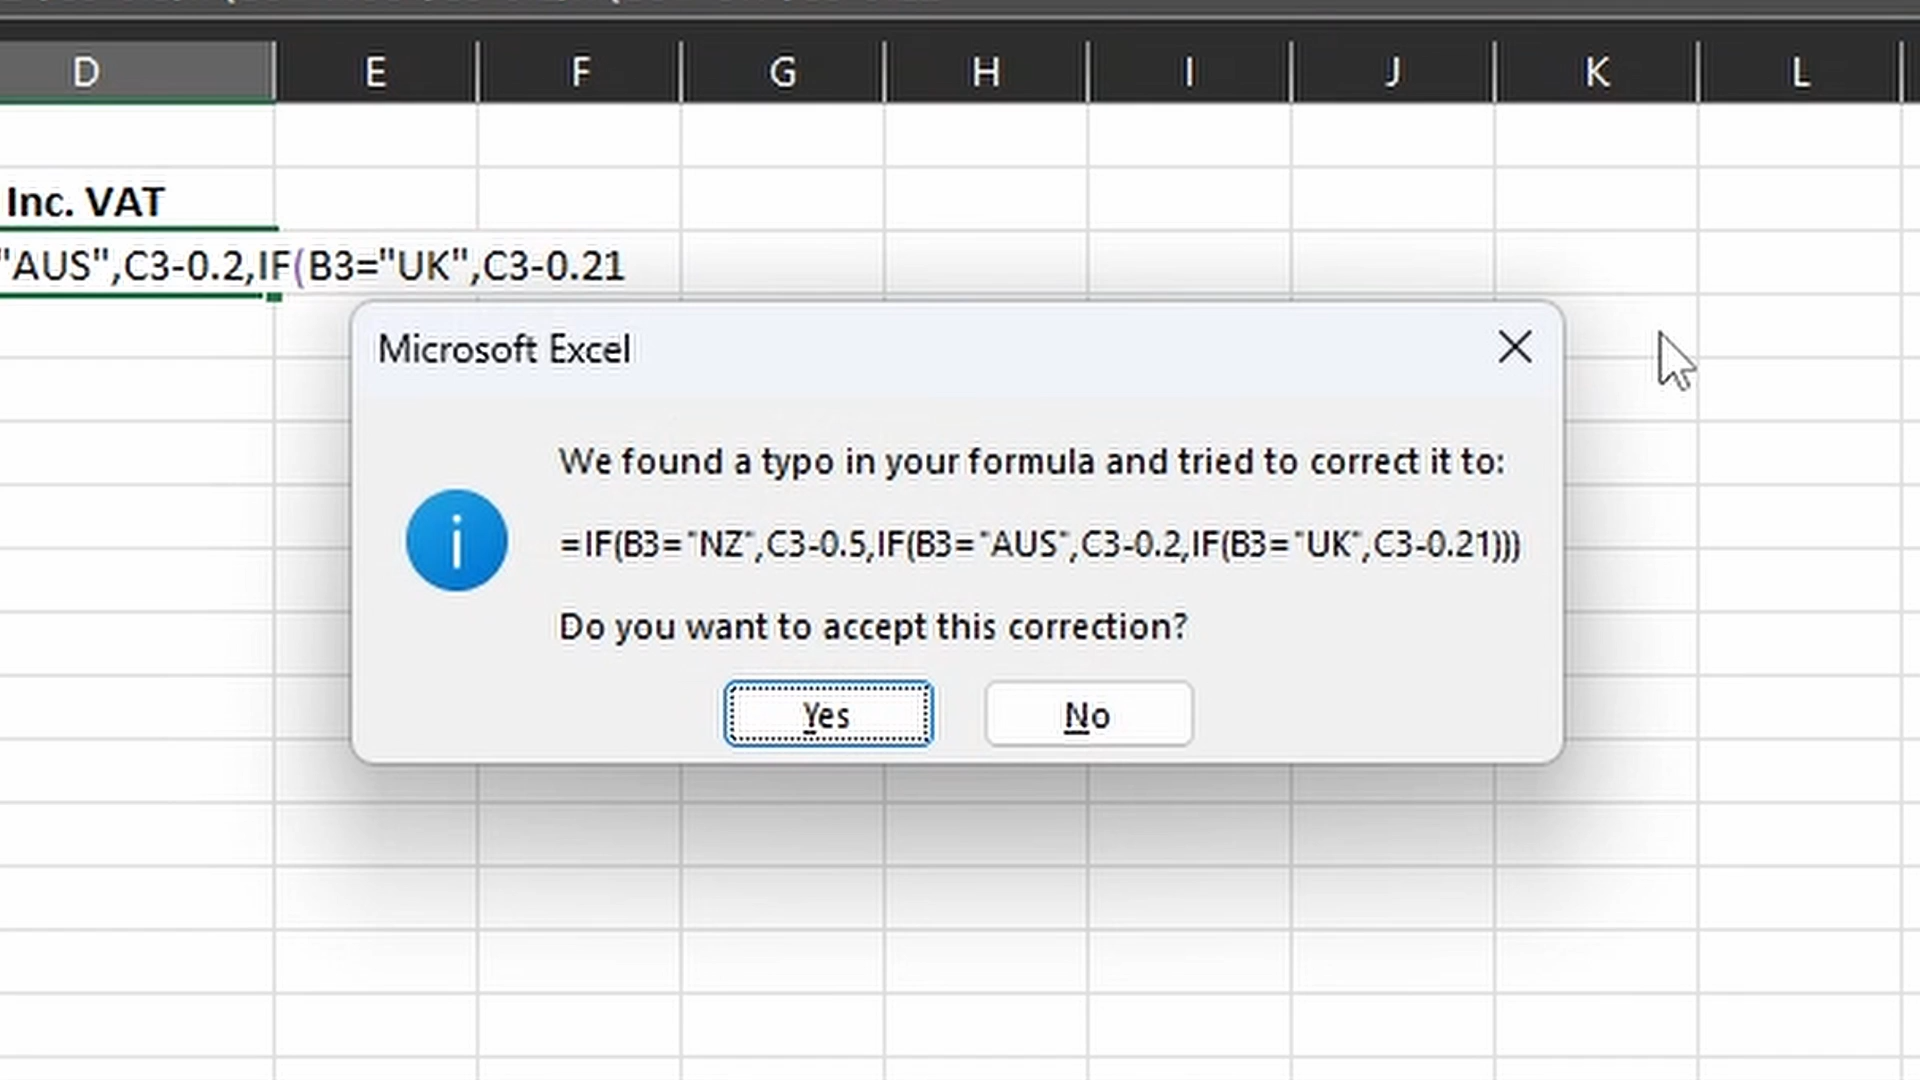 D E F G H I J K L
Inc. VAT
"AUS",C3-0.2,IF(B3="UK",C3-0.21
Microsoft Excel
We found a typo in your formula and tried to correct it to:
=IF(B3="NZ",C3-0.5,IF(B3="AUS",C3-0.2,IF(B3="UK",C3-0.21)))
Do you want to accept this correction?
Yes No